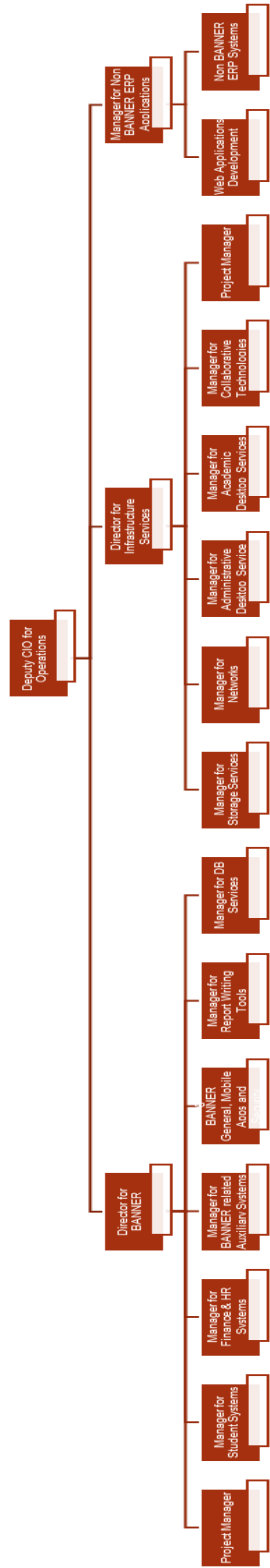 Deputy CIO for
Operations
Director for
BANNER
Director for
Infrastructure
Services
Manager for Non
BANNER ERP
Applications
Project Manager
Manager for
Student Systems
Manager for
Finance & HR
Systems
Manager for
BANNER related
Auxiliary Systems
BANNER
General, Mobile
Apps and
Manager for
Report Writing
Tools
Manager for DB
Services
Manager for
Storage Services
Manager for
Networks
Manager for
Administrative
Desktop Service
Manager for
Academic
Desktop Services
Manager for
Collaborative
Technologies
Project Manager
Web Applications
Development
Non BANNER
ERP Systems